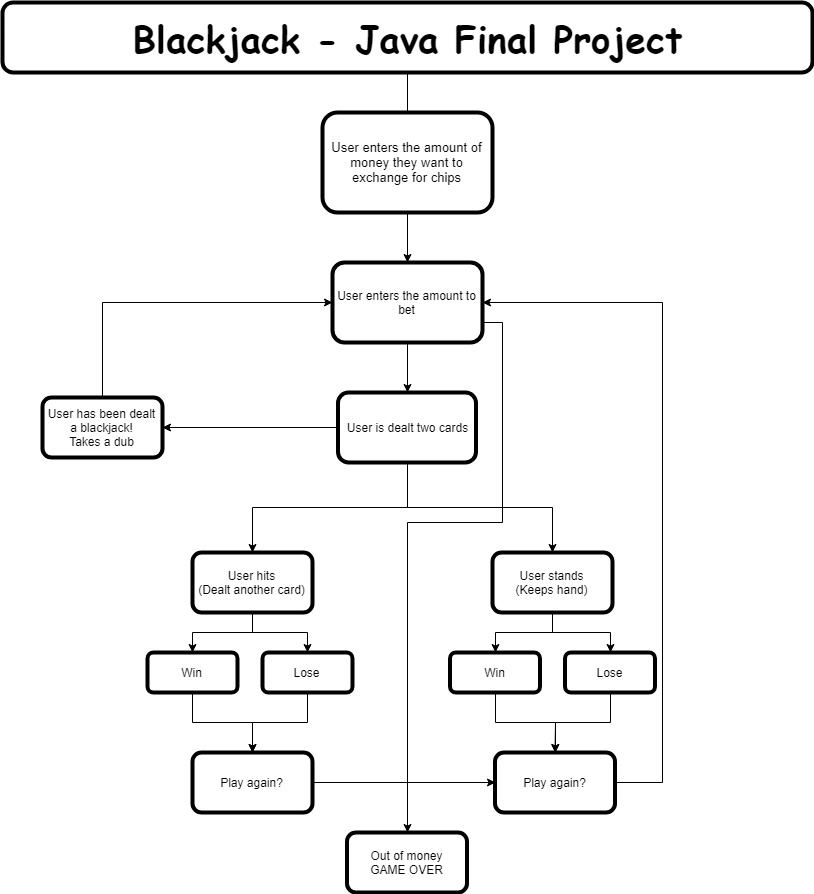 Blackjack - Java Final Project
User enters the amount of
money they want to
exchange for chips
User enters the amount to
bet
User has been dealt
a blackjack!
Takes a dub
User is dealt two cards
User hits
(Dealt another card)
User stands
(Keeps hand)
Win
Lose
Win
Lose
Play again?
Play again?
Out of money
GAME OVER